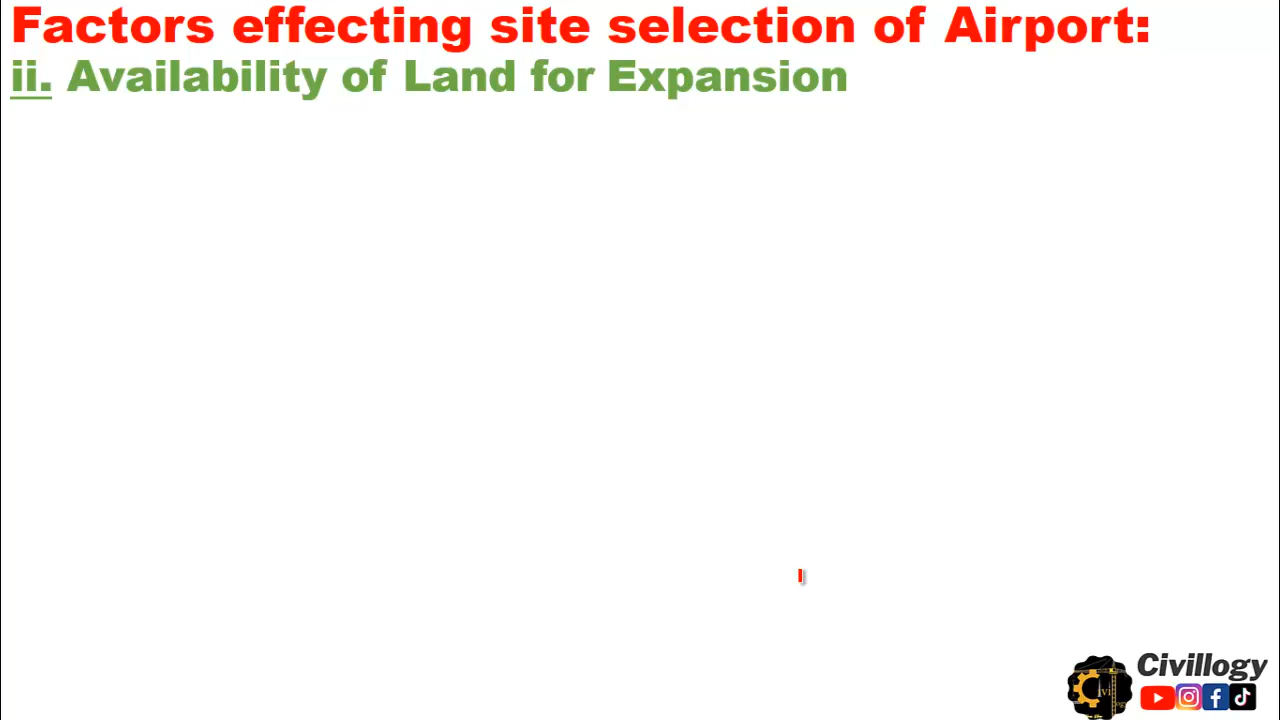 Factors effecting site selection of Airport:
ii. Availability of Land for Expansion
Civillogy